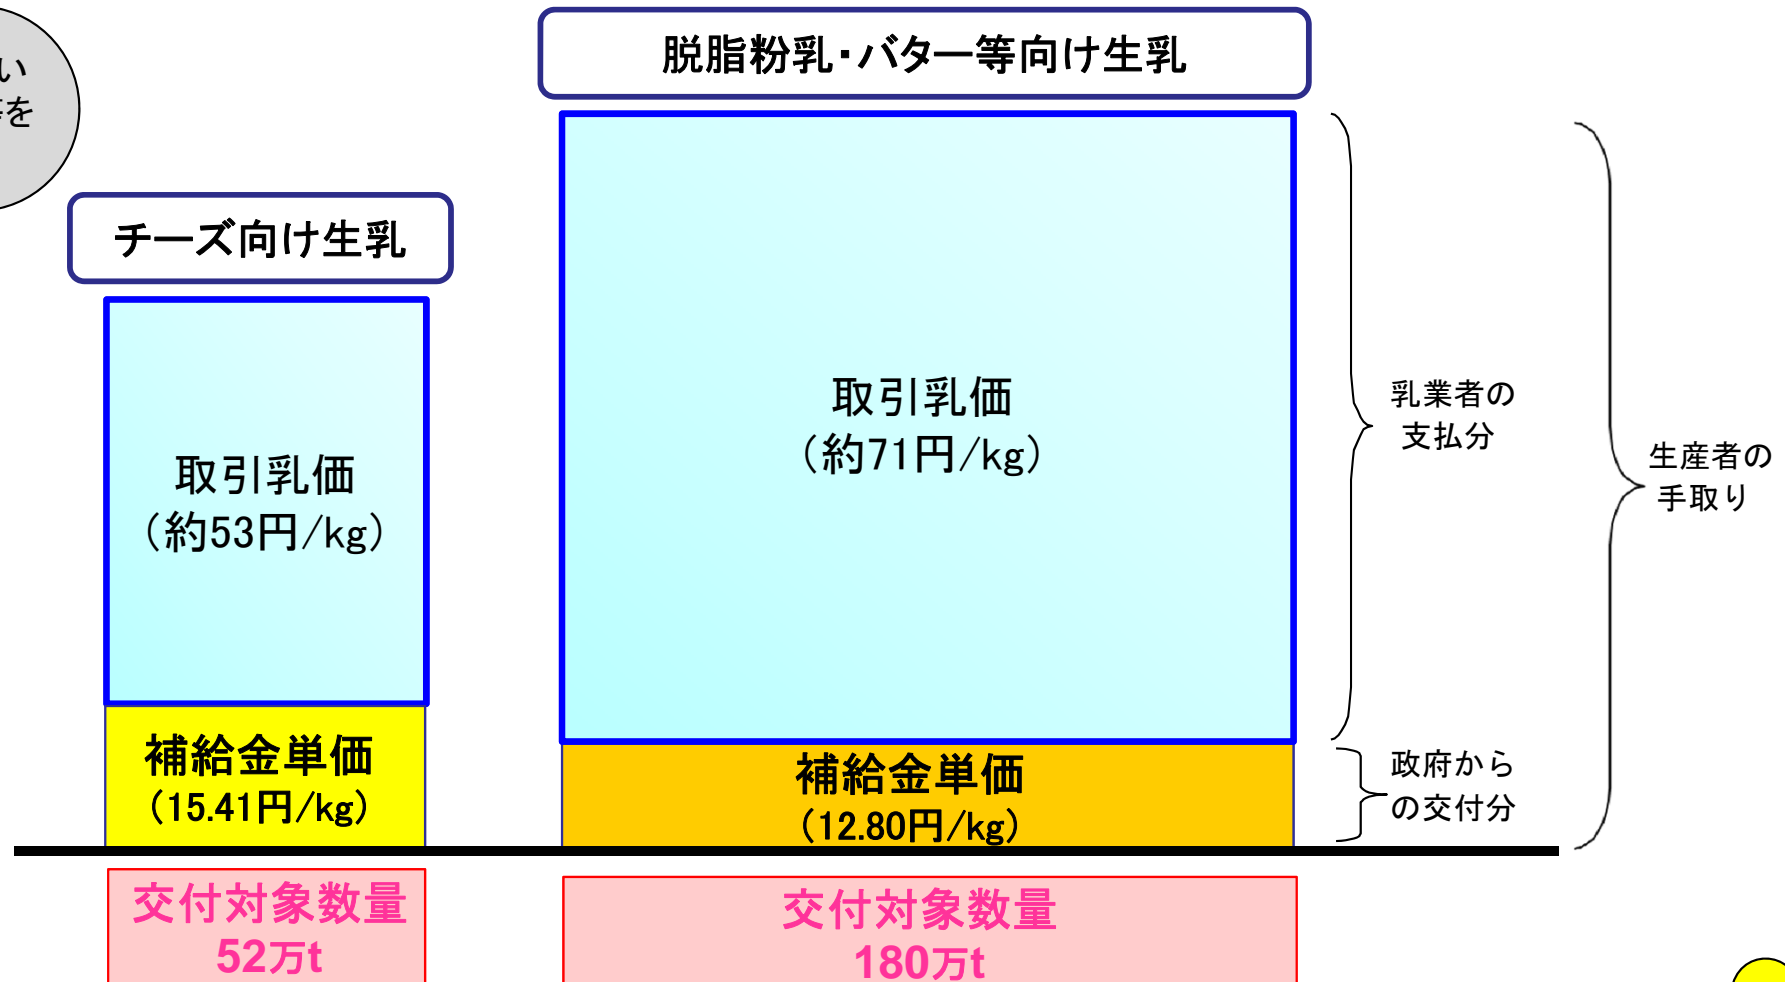 い
を
脱脂粉乳・バター等向け生乳
チーズ向け生乳
取引乳価
（約71円/kg）
取引乳価
（約53円/kg）
乳業者の
支払分
生産者の
手取り
補給金単価
（15.41円/kg）
補給金単価
（12.80円/kg）
政府から
の交付分
交付対象数量
52万t
交付対象数量
180万t